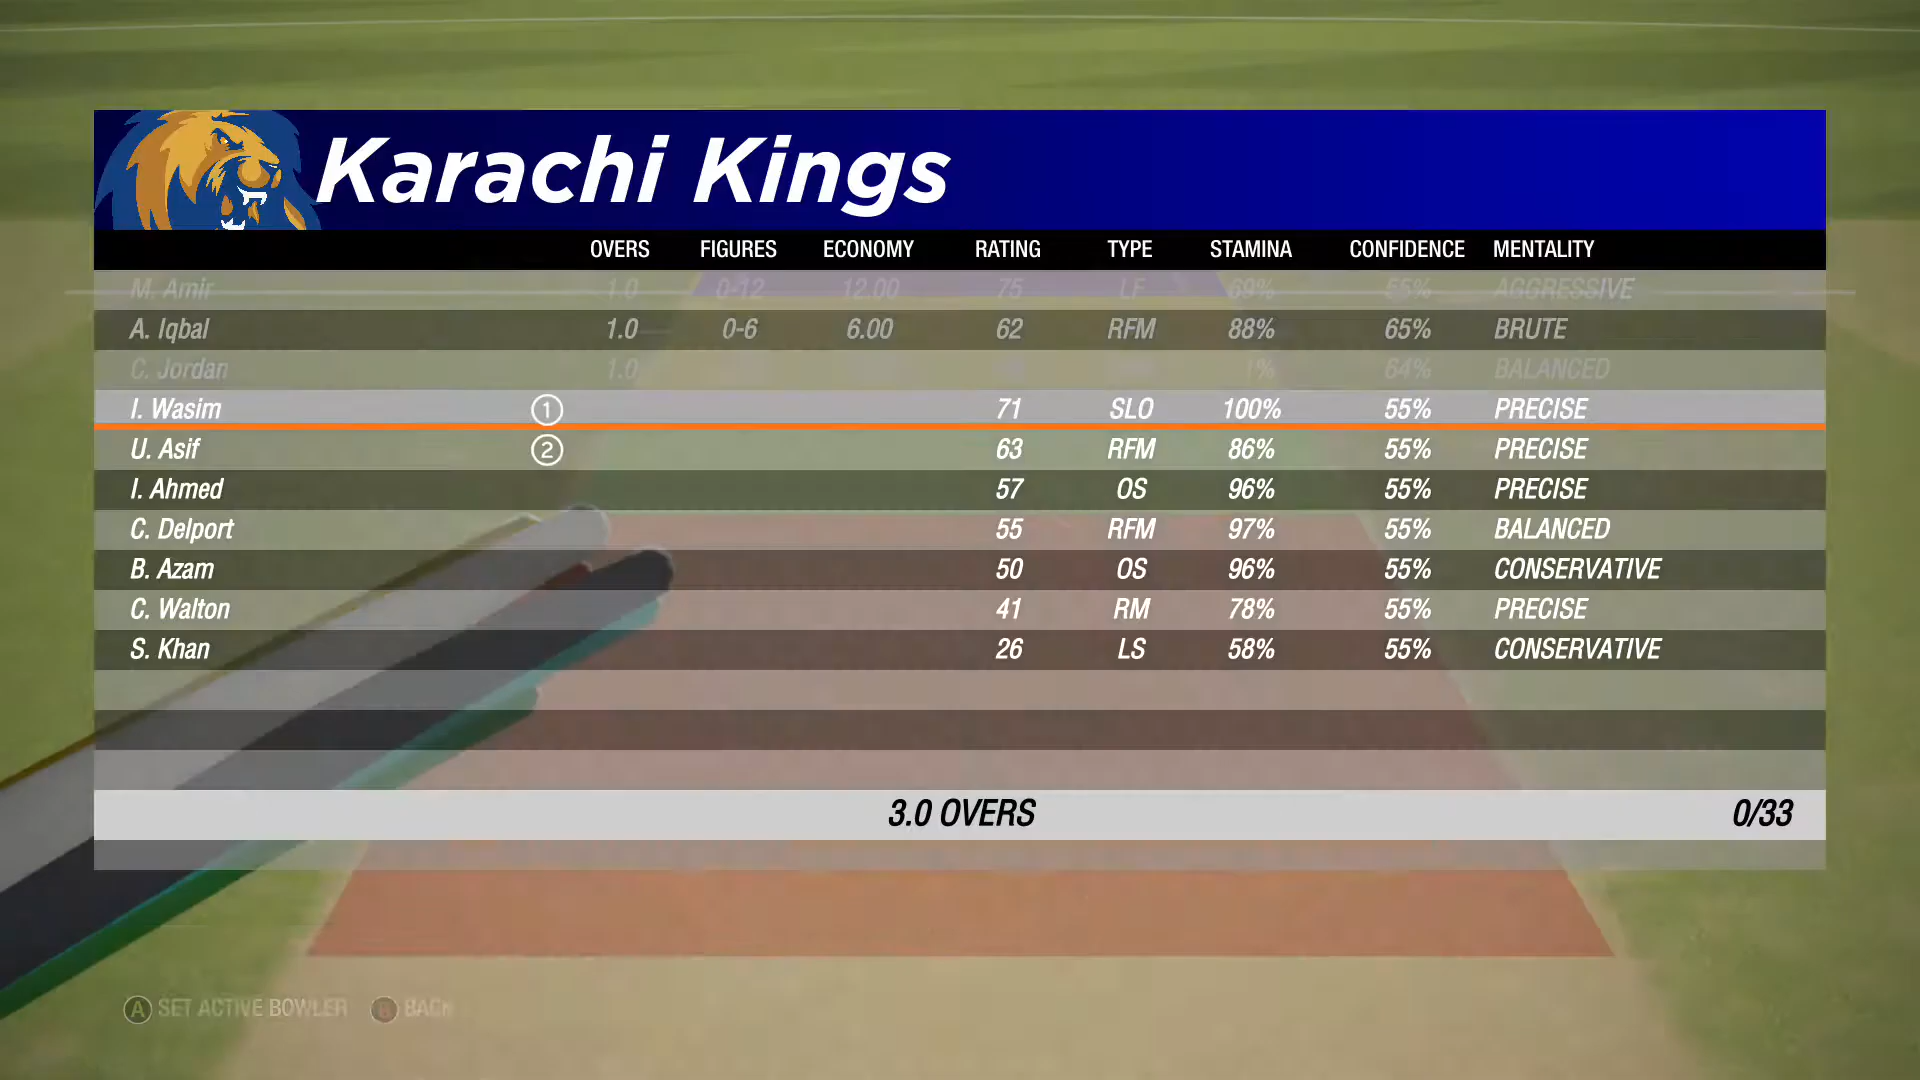 Karachi Kings
OVERS FIGURES ECONOMY RATING TYPE STAMINA CONFIDENCE MENTALITY
M. Amir 1.0 0-12 12.00 75 LF 69% 55% AGGRESSIVE
A. Iqbal 1.0 0-6 6.00 62 RFM 88% 65% BRUTE
C. Jordan 1.0 64% BALANCED
I. Wasim 1 71 SLO 100% 55% PRECISE
U. Asif 2 63 RFM 86% 55% PRECISE
I. Ahmed 57 OS 96% 55% PRECISE
C. Delport 55 RFM 97% 55% BALANCED
B. Azam 50 OS 96% 55% CONSERVATIVE
C. Walton 41 RM 78% 55% PRECISE
S. Khan 26 LS 58% 55% CONSERVATIVE
3.0 OVERS 0/33
A SET ACTIVE BOWLER B BACK